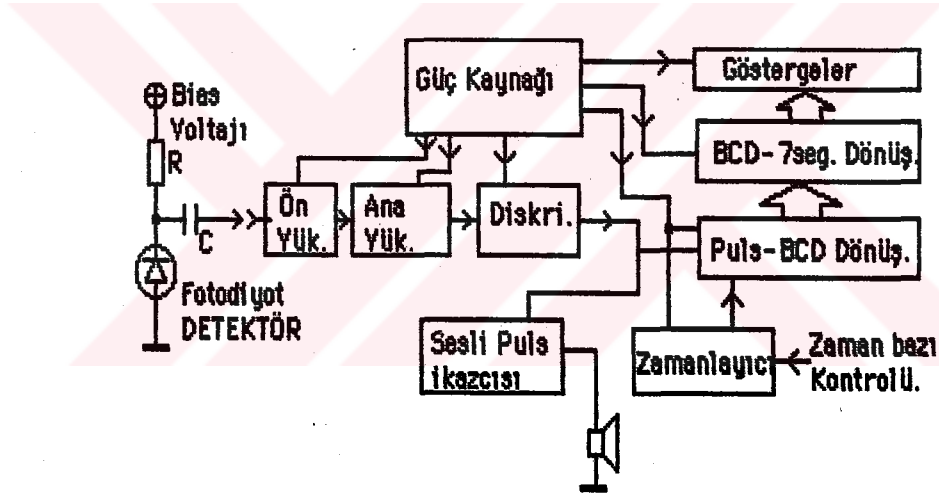 Güç Kaynağı
Göstergeler
Bias
Voltajı
R
BCD-7seg. Dönüş.
Ön
Yük.
Ana
Yük.
Diskri.
C
Puls-BCD Dönüş.
Fotodiyot
DETEKTÖR
Sesli Puls
ikazcısı
Zamanlayıcı
Zaman bazı
Kontrolü.